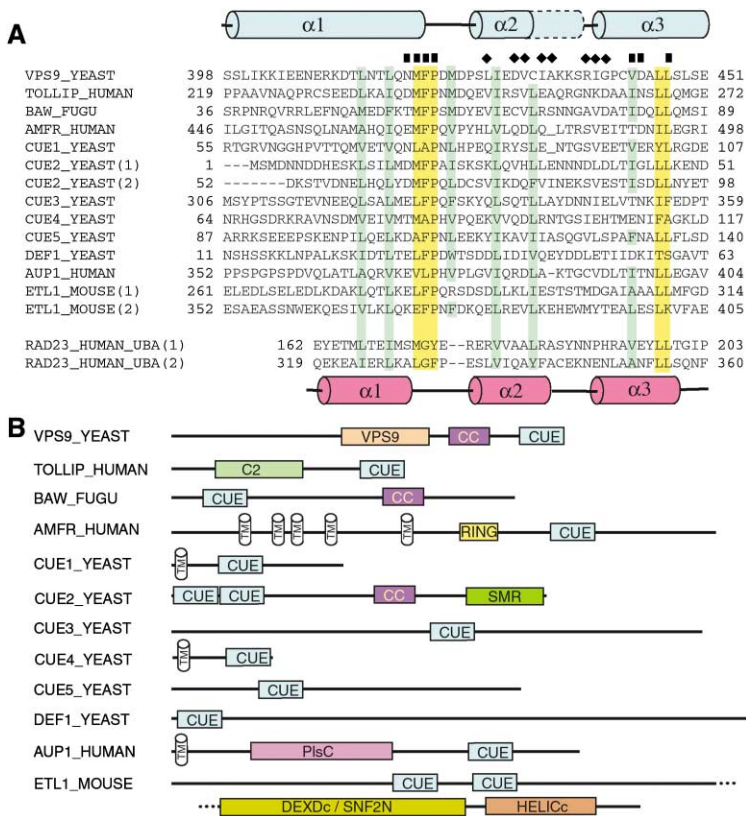 α1 α2 α3
A
VPS9_YEAST 398 SSLIKKIEENERKDTLNTLQNMFPDMDPSLIEDVCIAKKSRIGPCVDALLSLSE 451
TOLLIP_HUMAN 219 PPAAVNAQPRCSEEDLKAIQDMFPNMDQEVIRSVLEAQRGNKDAAINSLLQMGE 272
BAW_FUGU 36 SRPNRQVRRLEFNQAMEDFKTMFPSMDYEVIECVLRSNNGAVDATIDQLLQMSI 89
AMFR_HUMAN 446 ILGITQASNSQLNAMAHQIQEMFPQVPYHLVLQDLQ_LTRSVEITTDNILEGRI 498
CUE1_YEAST 55 TGRVNGGHPVTTQMVETVQNLAPNLHPEQIRYSLE_NTGSVEETVERYLRGDE 107
CUE2_YEAST(1) 1 ---MSMDNNDDHESKLSILMDMFPAISKSKLQVHLLENNNDLDLTIGLLLKEN 50
CUE2_YEAST(2) 52 -------DKSTVDNELHQLYDMFPQLDCSVIKDQFVINEKSVESTISDLLNYET 98
CUE3_YEAST 306 MSYPTSSGTEVNEEQLSALMELFPQFSKYQLSQTLLAYDNNIELVTNKIFEDPT 359
CUE4_YEAST 64 NRHGSDRKRAVNSDMVEIVMTMAPHVPQEKVVQDLRNTGSIEHTMENIFAGKLD 117
CUE5_YEAST 87 ARRKSEEEPSKENPILQELKDAFPNLEEKYIKAVIIASQGVLSPAFNALLFLSD 140
DEF1_YEAST 11 NSHSSKKLNPALKSKIDTLTELFPDWTSDDLIDIVQEYDDLETIIDKITSGAVT 63
AUP1_HUMAN 352 PPSPGPSPDVQLATLAQRVKEVLPHVPLGVIQRDLA-KTGCVDLTITNLLEGAV 404
ETL1_MOUSE(1) 261 ELEDLSELEDLKDAKLQTLKELFPQRSDSDLLKLIESTSTMDGAIAAALLMFGD 314
ETL1_MOUSE(2) 352 ESAEASSNWEKQESIVLKLQKEFPNFDKQELREVLKEHEWMYTEALESLKVFAE 405
RAD23_HUMAN_UBA(1) 162 EYETMLTEIMSMGYE--RERVVAALRASYNNPHRAVEYLLTGIP 203
RAD23_HUMAN_UBA(2) 319 QEKEAIERLKALGFP--ESLVIQAYFACEKNENLAANFLLSQNF 360
α1 α2 α3
B
VPS9_YEAST VPS9 CC CUE
TOLLIP_HUMAN C2 CUE
BAW_FUGU CUE CC
AMFR_HUMAN TM TM TM TM TM RING CUE
CUE1_YEAST TM CUE
CUE2_YEAST CUE CUE CC SMR
CUE3_YEAST CUE
CUE4_YEAST TM CUE
CUE5_YEAST CUE
DEF1_YEAST CUE
AUP1_HUMAN TM PlsC CUE
ETL1_MOUSE CUE CUE
DEXDc / SNF2N HELICc